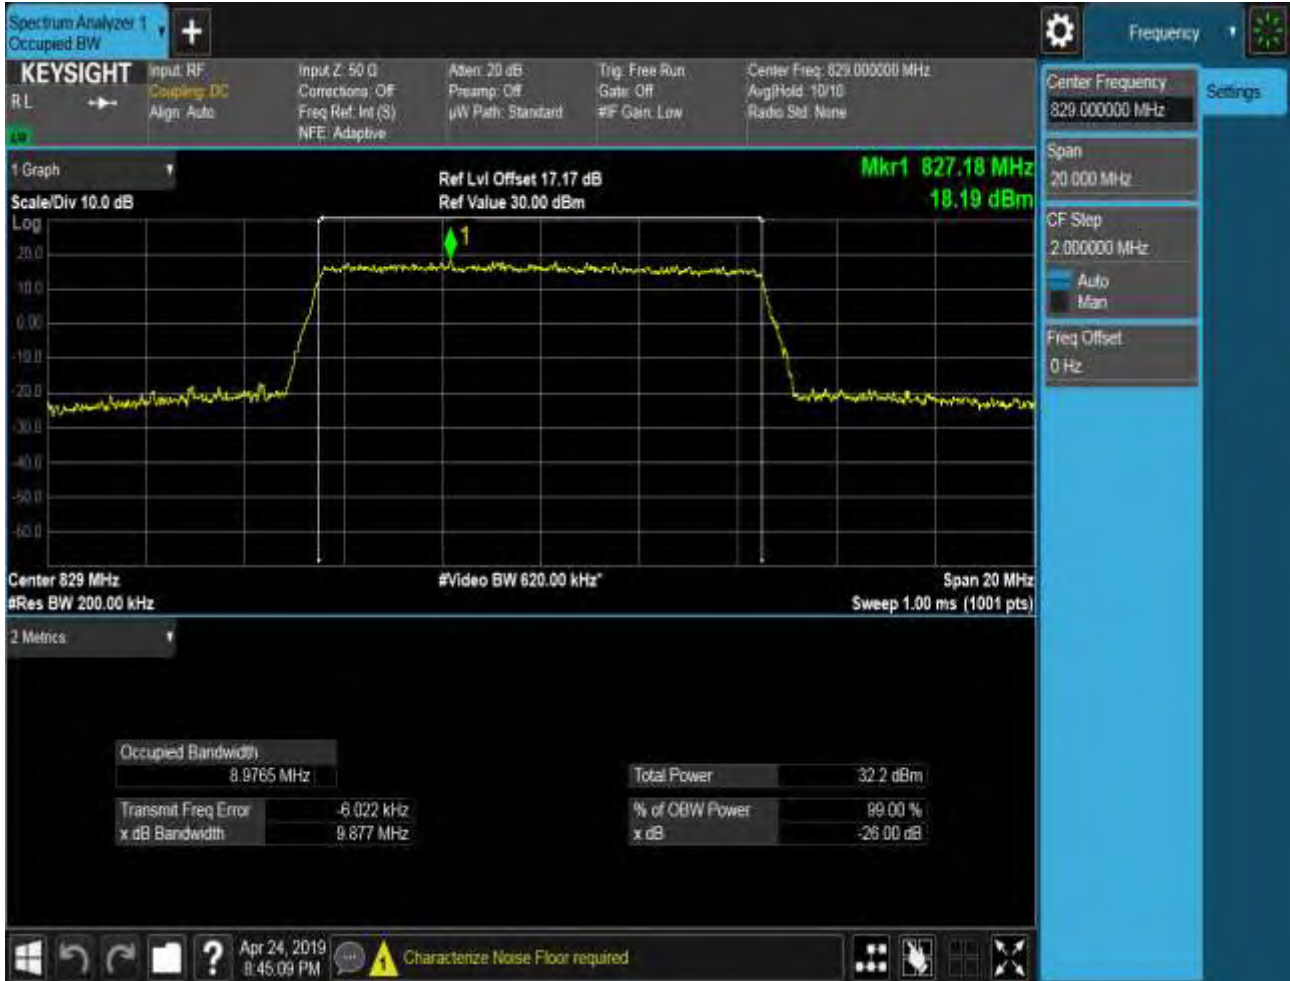 Spectrum Analyzer 1
Occupied BW
Frequency
KEYSIGHT
RL
Input: RF
Coupling: DC
Align: Auto
Input Z: 50 Ω
Corrections: Off
Freq Ref: Int (S)
NFE: Adaptive
Atten: 20 dB
Preamp: Off
µW Path: Standard
Trig: Free Run
Gate: Off
#IF Gain: Low
Center Freq: 829.000000 MHz
Avg|Hold: 10/10
Radio Std: None
Center Frequency
829.000000 MHz
Settings
Span
20.000 MHz
CF Step
2.000000 MHz
Auto
Man
Freq Offset
0 Hz
1 Graph
Scale/Div 10.0 dB
Ref Lvl Offset 17.17 dB
Ref Value 30.00 dBm
Mkr1 827.18 MHz
18.19 dBm
Log
20.0
10.0
0.00
-10.0
-20.0
-30.0
-40.0
-50.0
-60.0
1
Center 829 MHz
#Video BW 620.00 kHz*
Span 20 MHz
#Res BW 200.00 kHz
Sweep 1.00 ms (1001 pts)
2 Metrics
Occupied Bandwidth
8.9765 MHz
Transmit Freq Error -6.022 kHz
x dB Bandwidth 9.877 MHz
Total Power 32.2 dBm
% of OBW Power 99.00 %
x dB -26.00 dB
Apr 24, 2019
8:45:09 PM
1
Characterize Noise Floor required